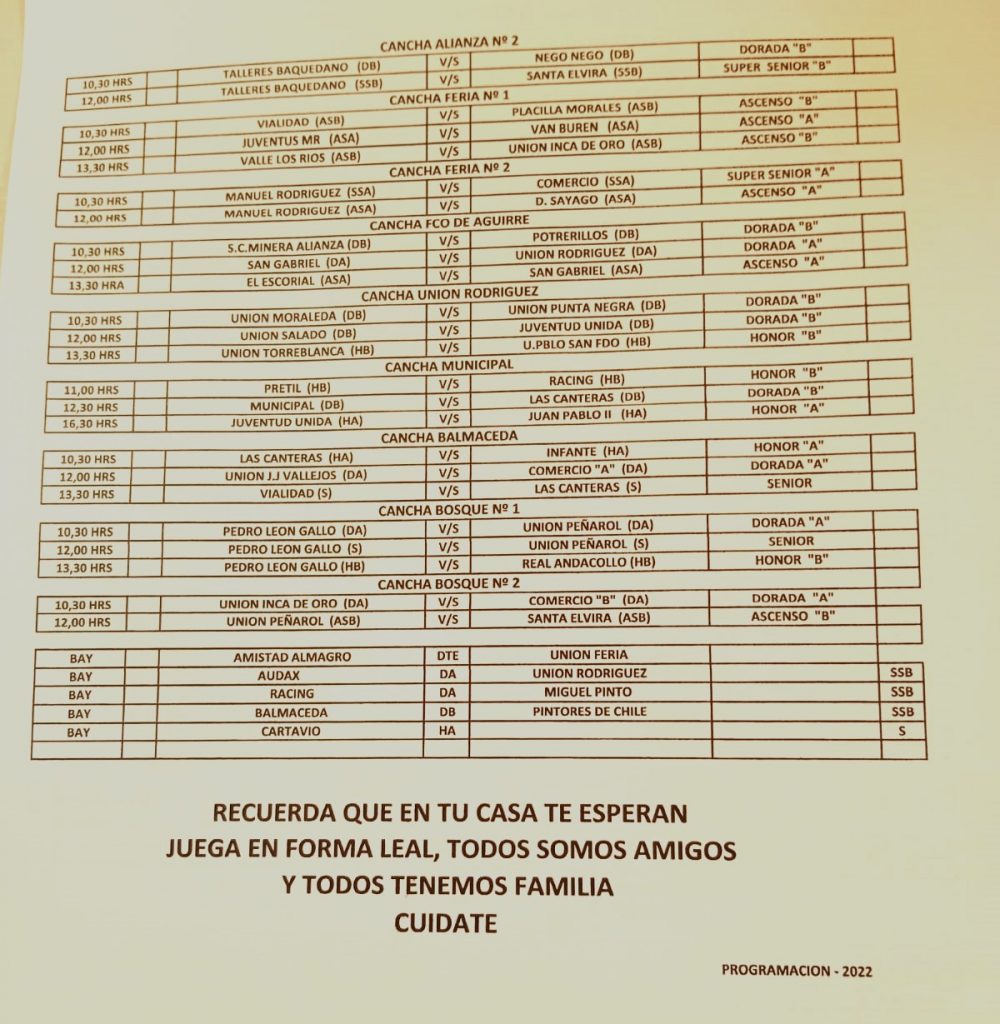 CANCHA ALIANZA Nº 2
10,30 HRS TALLERES BAQUEDANO (DB) V/S NEGO NEGO (DB) DORADA "B"
12,00 HRS TALLERES BAQUEDANO (SSB) V/S SANTA ELVIRA (SSB) SUPER SENIOR "B"
CANCHA FERIA Nº 1
10,30 HRS VIALIDAD (ASB) V/S PLACILLA MORALES (ASB) ASCENSO "B"
12,00 HRS JUVENTUS MR (ASA) V/S VAN BUREN (ASA) ASCENSO "A"
13,30 HRS VALLE LOS RIOS (ASB) V/S UNION INCA DE ORO (ASB) ASCENSO "B"
CANCHA FERIA Nº 2
10,30 HRS MANUEL RODRIGUEZ (SSA) V/S COMERCIO (SSA) SUPER SENIOR "A"
12,00 HRS MANUEL RODRIGUEZ (ASA) V/S D. SAYAGO (ASA) ASCENSO "A"
CANCHA FCO DE AGUIRRE
10,30 HRS S.C.MINERA ALIANZA (DB) V/S POTRERILLOS (DB) DORADA "B"
12,00 HRS SAN GABRIEL (DA) V/S UNION RODRIGUEZ (DA) DORADA "A"
13,30 HRA EL ESCORIAL (ASA) V/S SAN GABRIEL (ASA) ASCENSO "A"
CANCHA UNION RODRIGUEZ
10,30 HRS UNION MORALEDA (DB) V/S UNION PUNTA NEGRA (DB) DORADA "B"
12,00 HRS UNION SALADO (DB) V/S JUVENTUD UNIDA (DB) DORADA "B"
13,30 HRS UNION TORREBLANCA (HB) V/S U.PBLO SAN FDO (HB) HONOR "B"
CANCHA MUNICIPAL
11,00 HRS PRETIL (HB) V/S RACING (HB) HONOR "B"
12,30 HRS MUNICIPAL (DB) V/S LAS CANTERAS (DB) DORADA "B"
16,30 HRS JUVENTUD UNIDA (HA) V/S JUAN PABLO II (HA) HONOR "A"
CANCHA BALMACEDA
10,30 HRS LAS CANTERAS (HA) V/S INFANTE (HA) HONOR "A"
12,00 HRS UNION J.J VALLEJOS (DA) V/S COMERCIO "A" (DA) DORADA "A"
13,30 HRS VIALIDAD (S) V/S LAS CANTERAS (S) SENIOR
CANCHA BOSQUE Nº 1
10,30 HRS PEDRO LEON GALLO (DA) V/S UNION PEÑAROL (DA) DORADA "A"
12,00 HRS PEDRO LEON GALLO (S) V/S UNION PEÑAROL (S) SENIOR
13,30 HRS PEDRO LEON GALLO (HB) V/S REAL ANDACOLLO (HB) HONOR "B"
CANCHA BOSQUE Nº 2
10,30 HRS UNION INCA DE ORO (DA) V/S COMERCIO "B" (DA) DORADA "A"
12,00 HRS UNION PEÑAROL (ASB) V/S SANTA ELVIRA (ASB) ASCENSO "B"
BAY AMISTAD ALMAGRO DTE UNION FERIA
BAY AUDAX DA UNION RODRIGUEZ SSB
BAY RACING DA MIGUEL PINTO SSB
BAY BALMACEDA DB PINTORES DE CHILE SSB
BAY CARTAVIO HA S
RECUERDA QUE EN TU CASA TE ESPERAN
JUEGA EN FORMA LEAL, TODOS SOMOS AMIGOS
Y TODOS TENEMOS FAMILIA
CUIDATE
PROGRAMACION - 2022